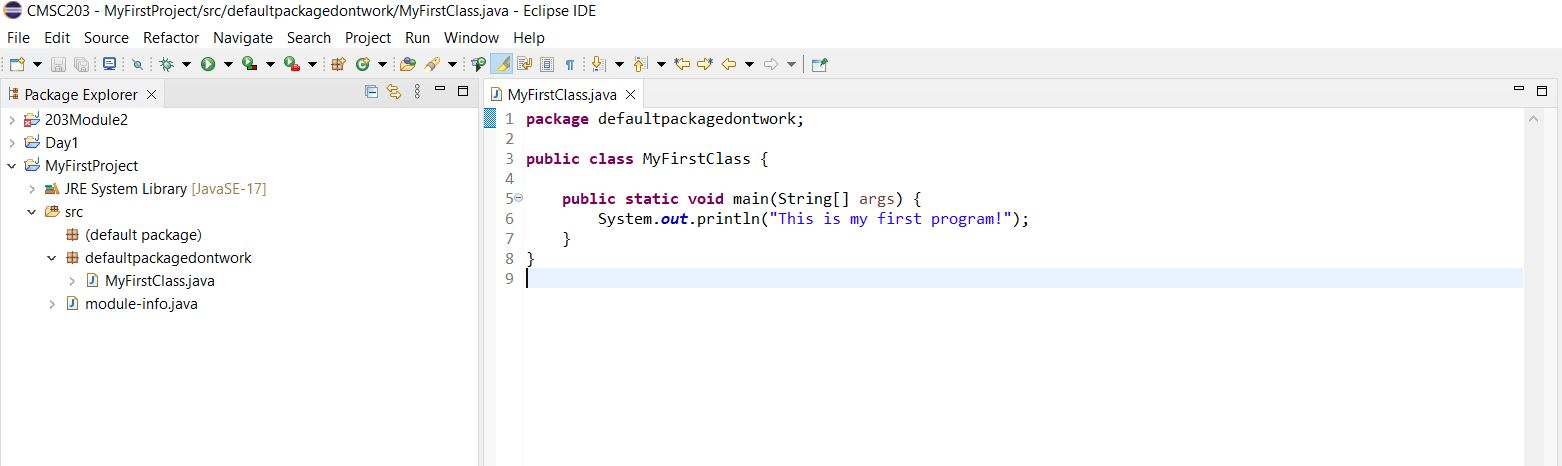 CMSC203 - MyFirstProject/src/defaultpackagedontwork/MyFirstClass.java - Eclipse IDE
File Edit Source Refactor Navigate Search Project Run Window Help
Package Explorer
203Module2
Day1
MyFirstProject
JRE System Library [JavaSE-17]
src
(default package)
defaultpackagedontwork
MyFirstClass.java
module-info.java
MyFirstClass.java
1 package defaultpackagedontwork;
2
3 public class MyFirstClass {
4
5 public static void main(String[] args) {
6 System.out.println("This is my first program!");
7 }
8 }
9